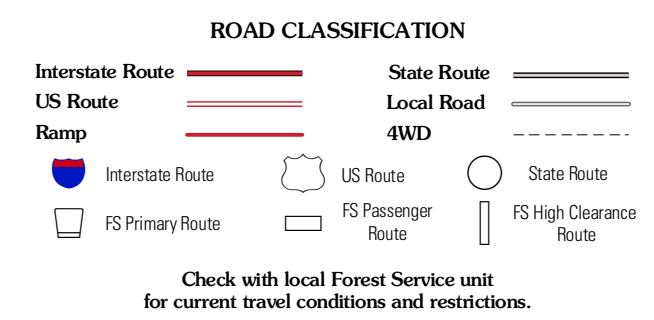 ROAD CLASSIFICATION
Interstate Route
State Route
US Route
Local Road
Ramp
4WD
Interstate Route
US Route
State Route
FS Primary Route
FS Passenger
Route
FS High Clearance
Route
Check with local Forest Service unit
for current travel conditions and restrictions.